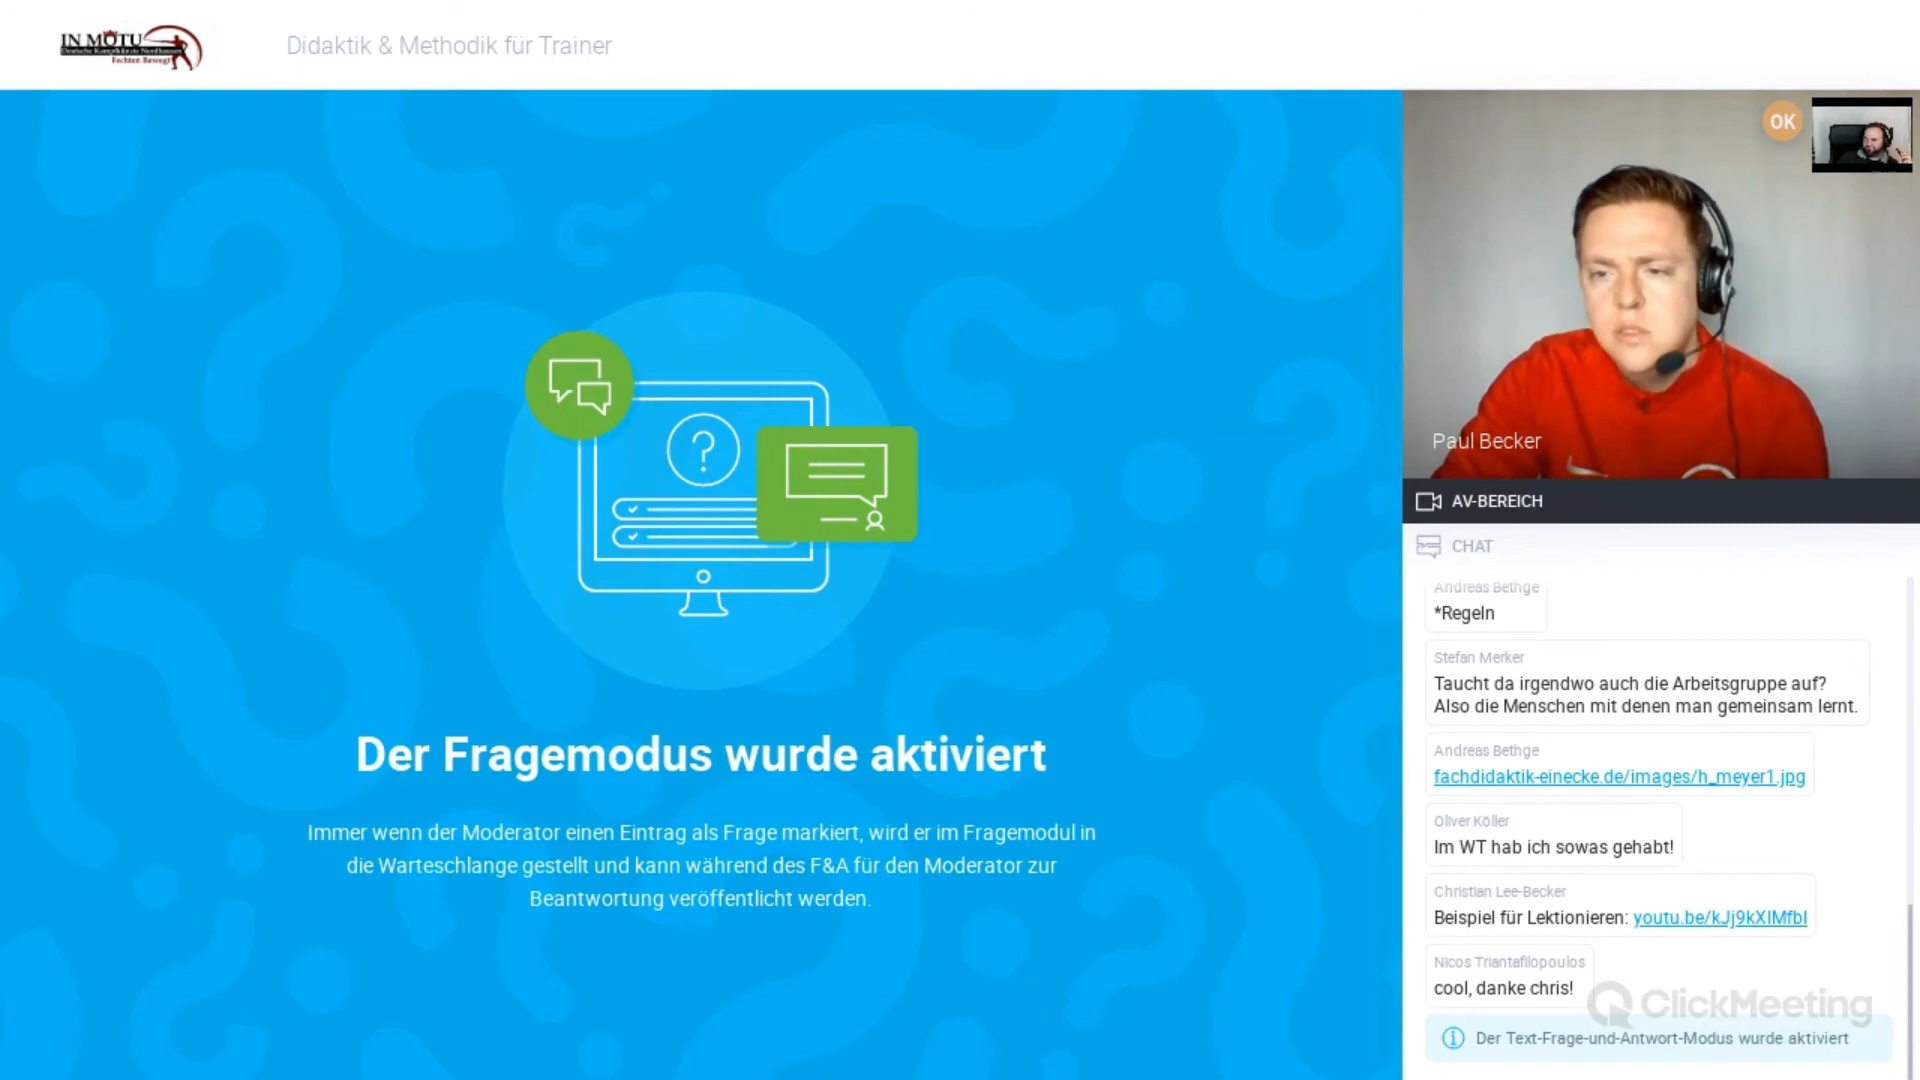 IN MOTU
Fechten Bewegt
Didaktik & Methodik für Trainer
OK
Paul Becker
AV-BEREICH
CHAT
Andreas Bethge
*Regeln
Stefan Merker
Taucht da irgendwo auch die Arbeitsgruppe auf?
Also die Menschen mit denen man gemeinsam lernt.
Andreas Bethge
fachdidaktik-einecke.de/images/h_meyer1.jpg
Oliver Köller
Im WT hab ich sowas gehabt!
Christian Lee-Becker
Beispiel für Lektionieren: youtu.be/kJj9kXIMfbI
Nicos Triantafilopoulos
cool, danke chris!
ClickMeeting
Der Text-Frage-und-Antwort-Modus wurde aktiviert
Der Fragemodus wurde aktiviert
Immer wenn der Moderator einen Eintrag als Frage markiert, wird er im Fragemodul in
die Warteschlange gestellt und kann während des F&A für den Moderator zur
Beantwortung veröffentlicht werden.